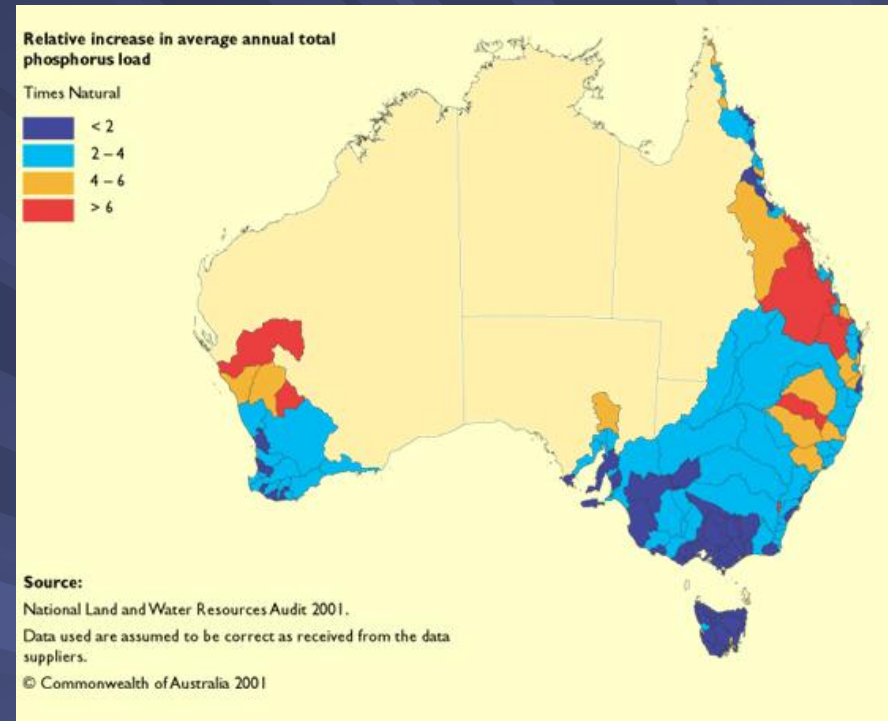 Relative increase in average annual total
phosphorus load
Times Natural
< 2
2 – 4
4 – 6
> 6
Source:
National Land and Water Resources Audit 2001.
Data used are assumed to be correct as received from the data
suppliers.
© Commonwealth of Australia 2001